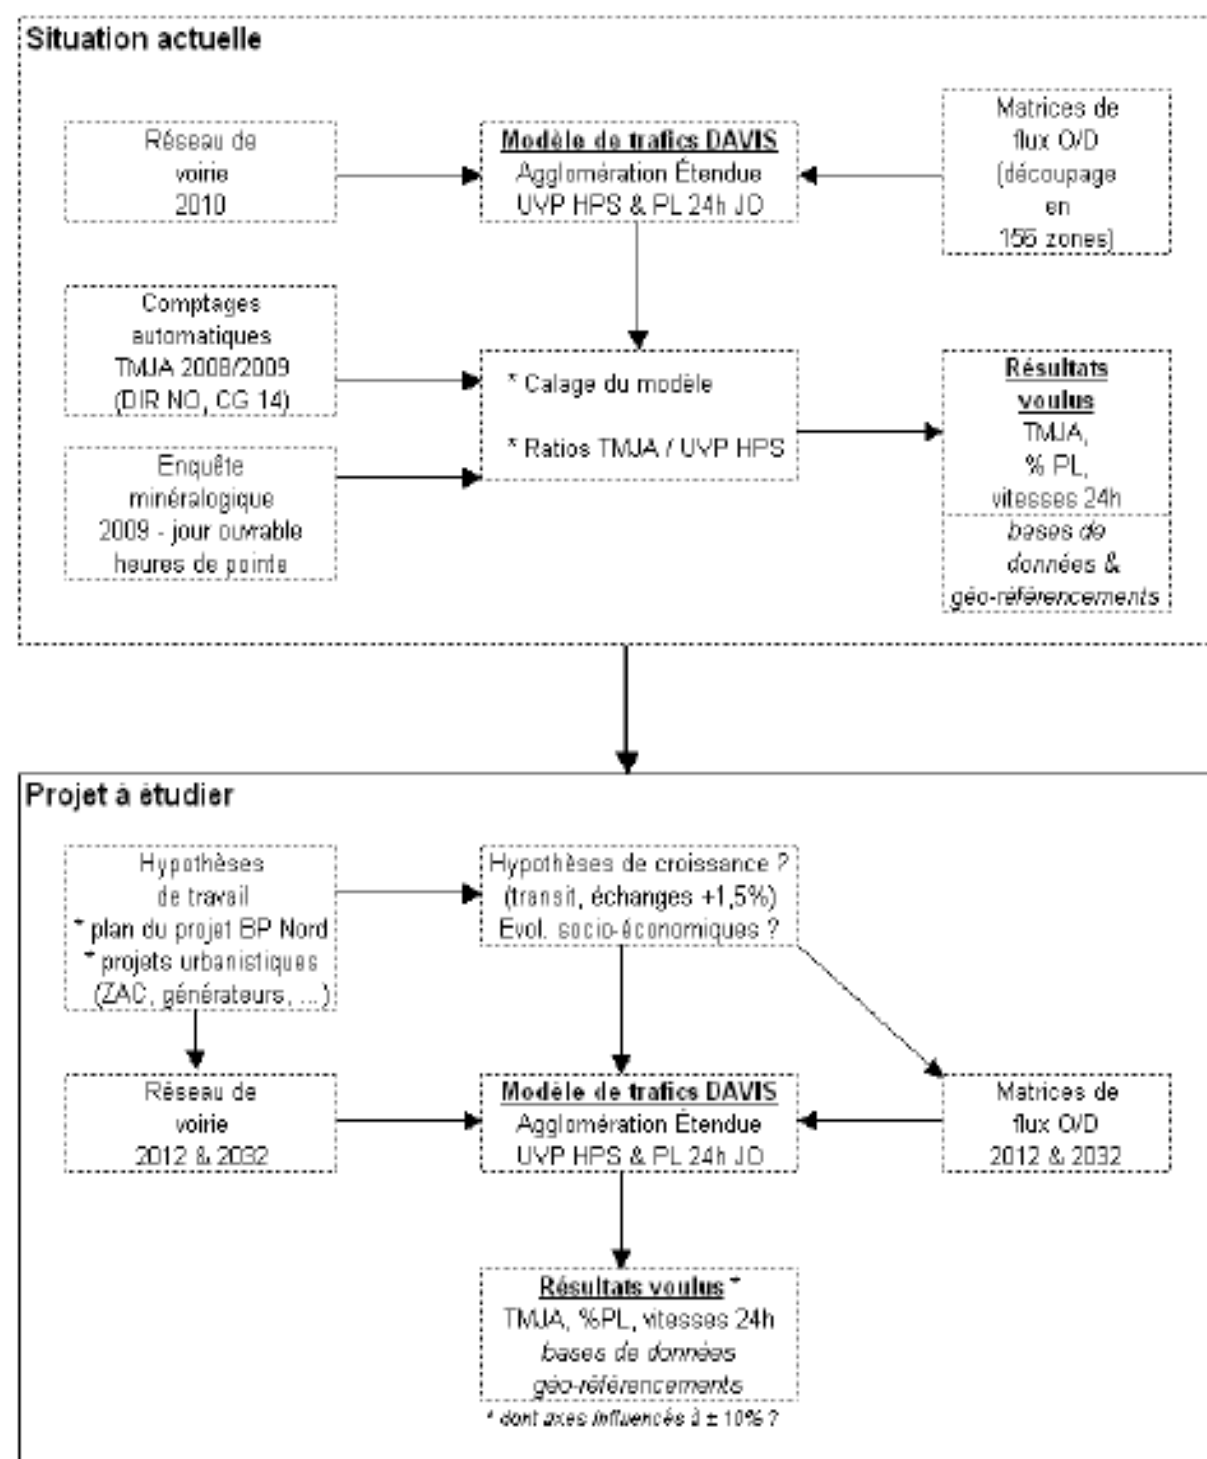 Situation actuelle
Réseau de
voirie
2010
Modèle de trafics DAVIS
Agglomération Étendue
UVP HPS & PL 24h JO
Matrices de
flux O/D
(découpage
en
155 zones)
Comptages
automatiques
TMJA 2008/2009
(DIR NO, CG 14)
Enquête
minéralogique
2009 - jour ouvrable
heures de pointe
* Calage du modèle
* Ratios TMJA / UVP HPS
Résultats
voulus
TMJA,
% PL,
vitesses 24h
bases de
données &
géo-référencements
Projet à étudier
Hypothèses
de travail
* plan du projet BP Nord
* projets urbanistiques
(ZAC, générateurs, ...)
Hypothèses de croissance ?
(transit, échanges +1,5%)
Evol. socio-économiques ?
Réseau de
voirie
2012 & 2032
Modèle de trafics DAVIS
Agglomération Étendue
UVP HPS & PL 24h JO
Matrices de
flux O/D
2012 & 2032
Résultats voulus *
TMJA, %PL, vitesses 24h
bases de données
géo-référencements
* dont axes influencés à ± 10% ?